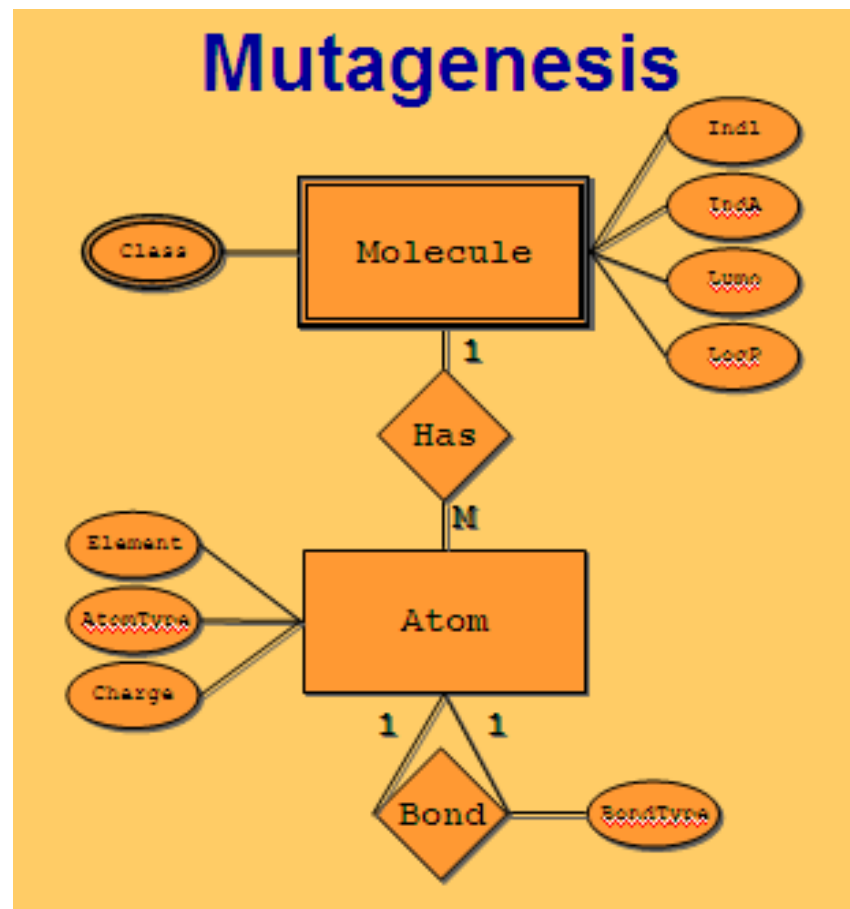 Mutagenesis
Ind1
IndA
Class
Molecule
Lumo
LogP
1
Has
M
Element
AtomType
Atom
Charge
1 1
Bond
BondType